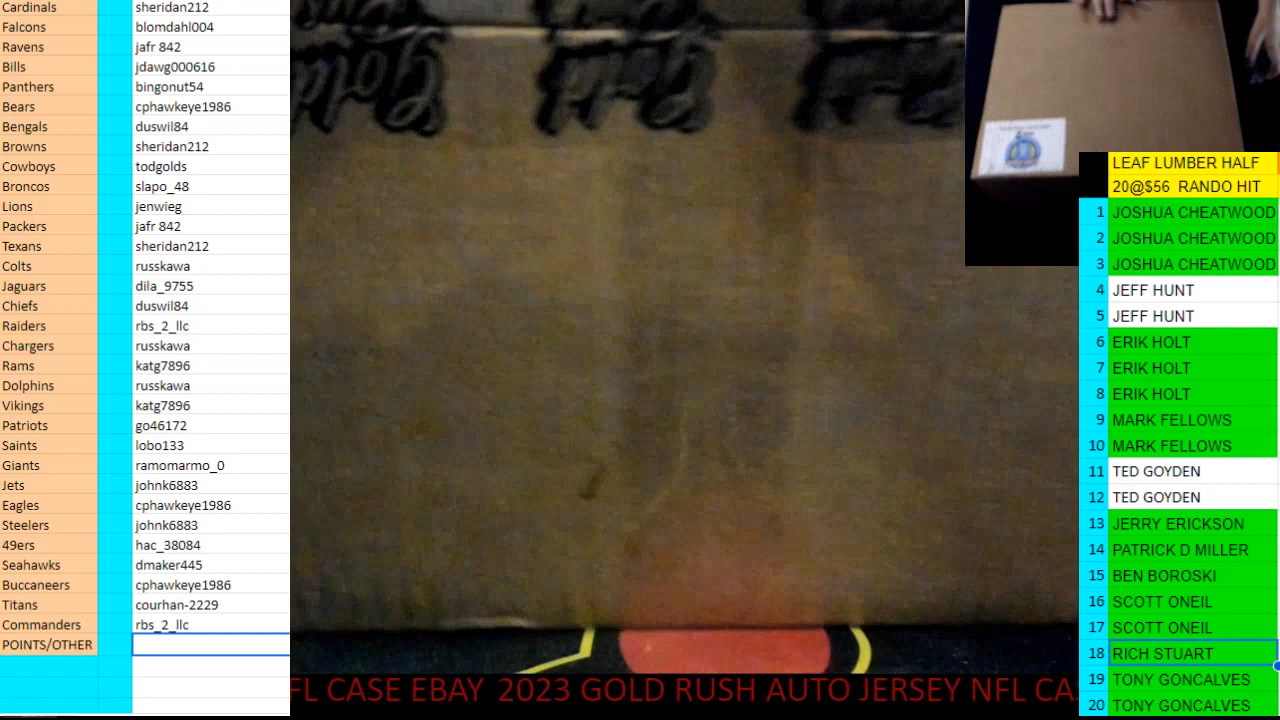 Cardinals sheridan212
Falcons blomdahl004
Ravens jafr 842
Bills jdawg000616
Panthers bingonut54
Bears cphawkeye1986
Bengals duswil84
Browns sheridan212
Cowboys todgolds
Broncos slapo_48
Lions jenwieg
Packers jafr 842
Texans sheridan212
Colts russkawa
Jaguars dila_9755
Chiefs duswil84
Raiders rbs_2_llc
Chargers russkawa
Rams katg7896
Dolphins russkawa
Vikings katg7896
Patriots go46172
Saints lobo133
Giants ramomarmo_0
Jets johnk6883
Eagles cphawkeye1986
Steelers johnk6883
49ers hac_38084
Seahawks dmaker445
Buccaneers cphawkeye1986
Titans courhan-2229
Commanders rbs_2_llc
POINTS/OTHER
Gold
Gold
LEAF LUMBER HALF
20@$56 RANDO HIT
1 JOSHUA CHEATWOOD
2 JOSHUA CHEATWOOD
3 JOSHUA CHEATWOOD
4 JEFF HUNT
5 JEFF HUNT
6 ERIK HOLT
7 ERIK HOLT
8 ERIK HOLT
9 MARK FELLOWS
10 MARK FELLOWS
11 TED GOYDEN
12 TED GOYDEN
13 JERRY ERICKSON
14 PATRICK D MILLER
15 BEN BOROSKI
16 SCOTT ONEIL
17 SCOTT ONEIL
18 RICH STUART
19 TONY GONCALVES
20 TONY GONCALVES
FL CASE EBAY 2023 GOLD RUSH AUTO JERSEY NFL CA